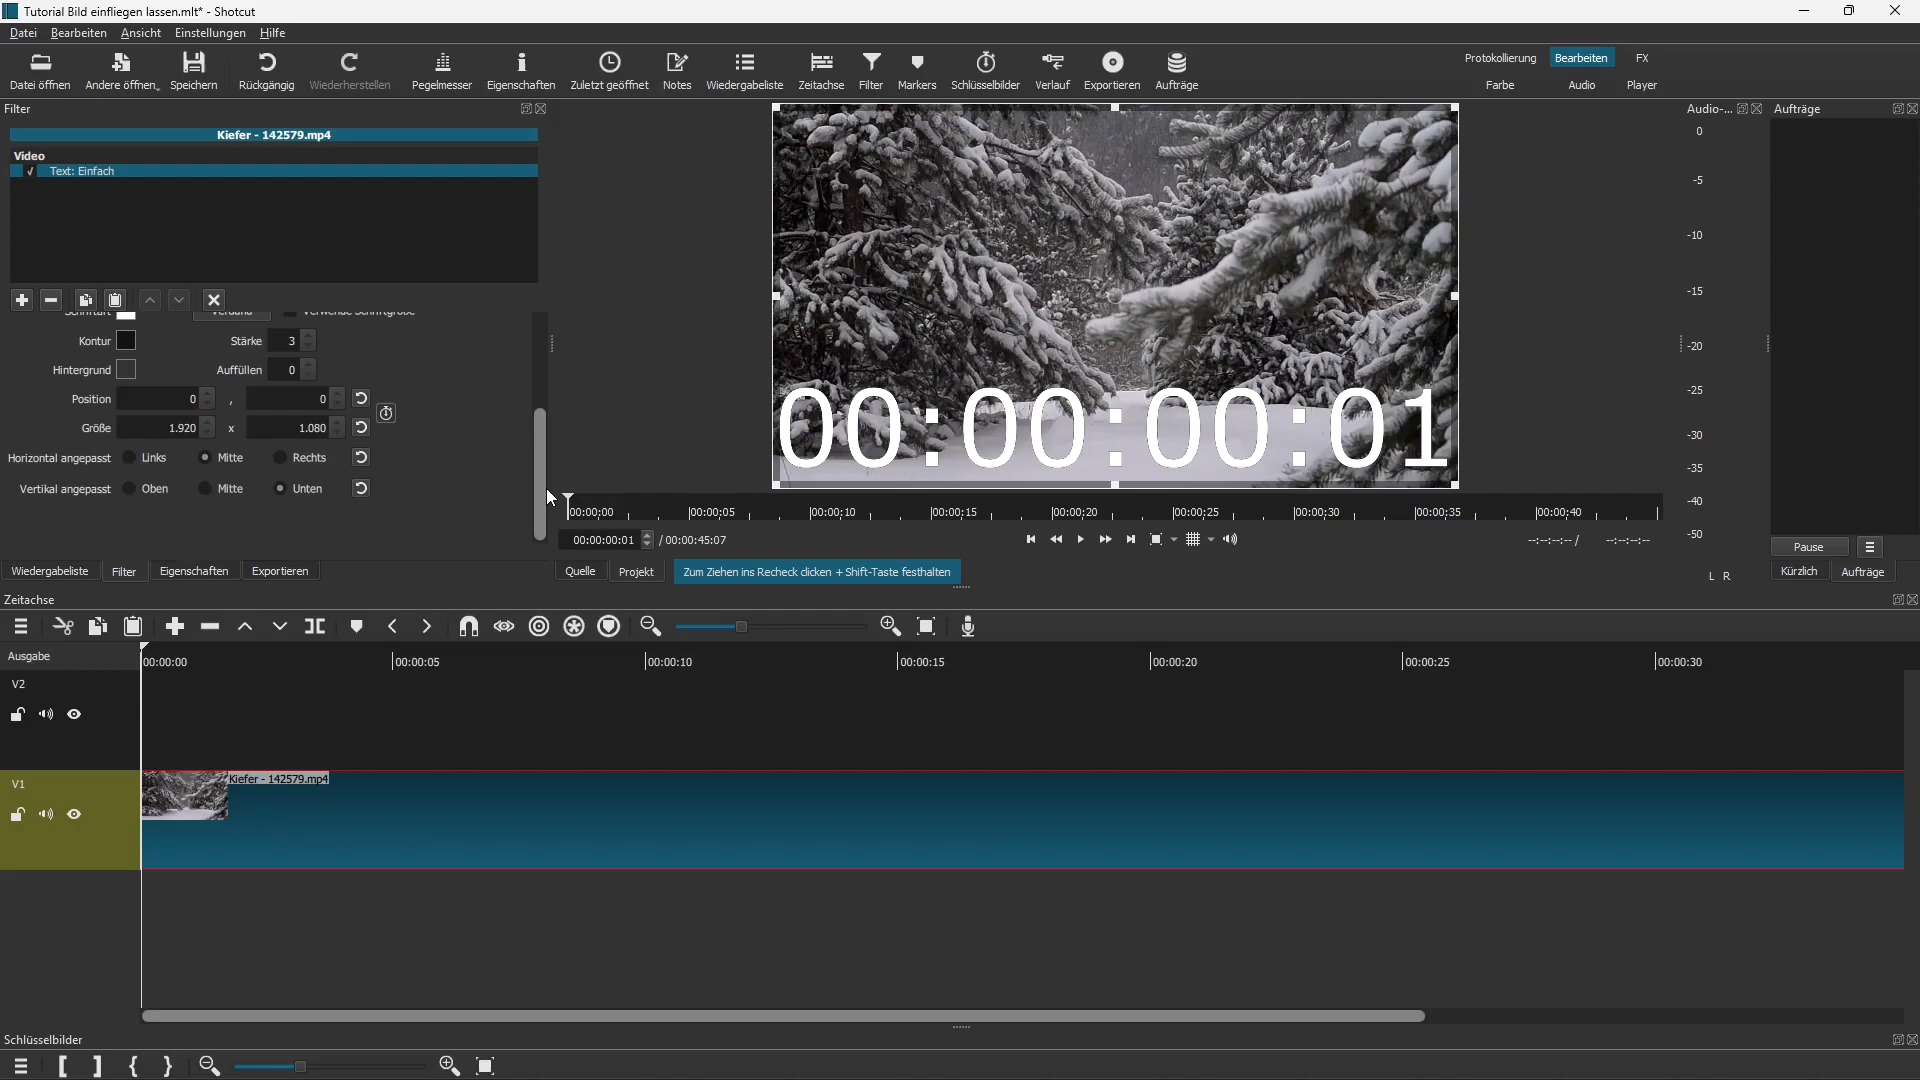 Tutorial Bild einfliegen lassen.mlt* - Shotcut
Datei Bearbeiten Ansicht Einstellungen Hilfe
Datei öffnen Andere öffnen Speichern Rückgängig Wiederherstellen Pegelmesser Eigenschaften Zuletzt geöffnet Notes Wiedergabeliste Zeitachse Filter Markers Schlüsselbilder Verlauf Exportieren Aufträge
Protokollierung Bearbeiten FX
Farbe Audio Player
Filter
Kiefer - 142579.mp4
Video
Text: Einfach
Schriftart Verwende Schriftgröße
Kontur Stärke 3
Hintergrund Auffüllen 0
Position 0 , 0
Größe 1.920 x 1.080
Horizontal angepasst Links Mitte Rechts
Vertikal angepasst Oben Mitte Unten
Wiedergabeliste Filter Eigenschaften Exportieren
00:00:00:01
00:00:00 00:00:05 00:00:10 00:00:15 00:00:20 00:00:25 00:00:30 00:00:35 00:00:40
00:00:00:01 / 00:00:45:07 --:--:--:-- / --:--:--:--
Quelle Projekt Zum Ziehen ins Recheck dicken + Shift-Taste festhalten
Audio-...
0
-5
-10
-15
-20
-25
-30
-35
-40
-50
L R
Aufträge
Pause
Kürzlich Aufträge
Zeitachse
Ausgabe
00:00:00 00:00:05 00:00:10 00:00:15 00:00:20 00:00:25 00:00:30
V2
V1
Kiefer - 142579.mp4
Schlüsselbilder